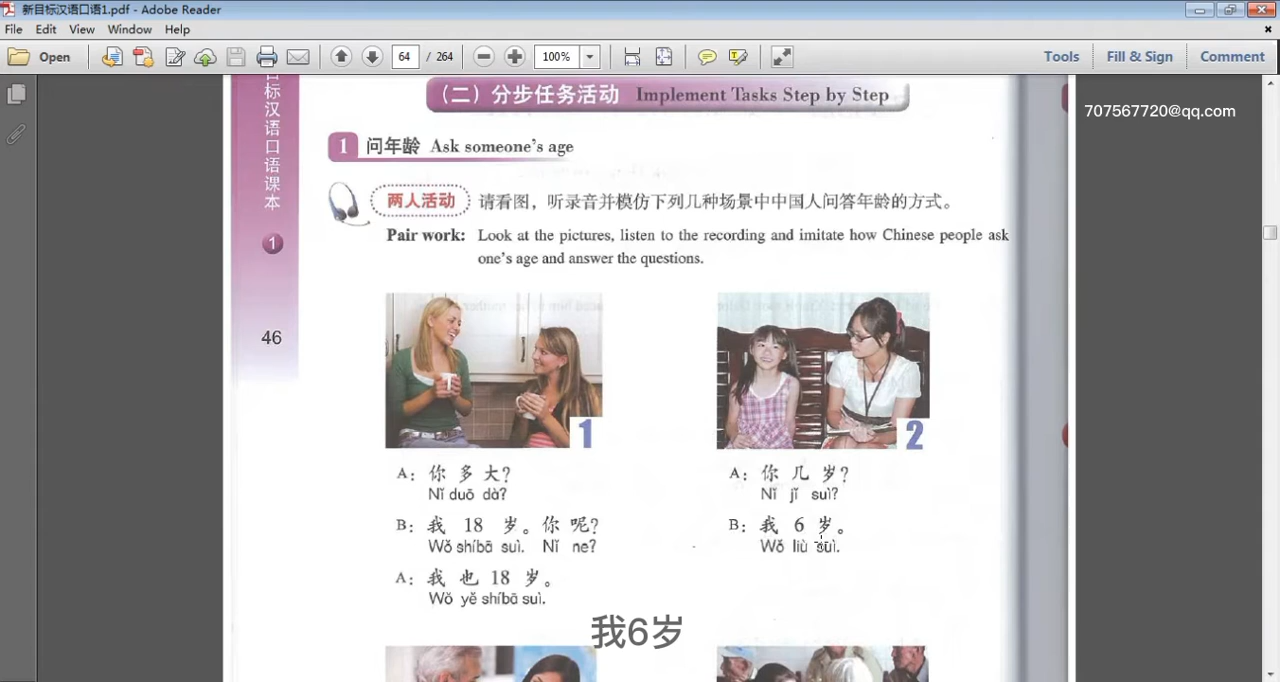 新目标汉语口语1.pdf - Adobe Reader
File Edit View Window Help
Open 64 / 264 100% Tools Fill & Sign Comment
707567720@qq.com
目标汉语口语课本
1
46
（二）分步任务活动 Implement Tasks Step by Step
1 问年龄 Ask someone's age
两人活动 请看图，听录音并模仿下列几种场景中中国人问答年龄的方式。
Pair work: Look at the pictures, listen to the recording and imitate how Chinese people ask
one's age and answer the questions.
1
A: 你 多 大？
Nǐ duō dà?
B: 我 18 岁。你 呢？
Wǒ shíbā suì. Nǐ ne?
A: 我 也 18 岁。
Wǒ yě shíbā suì.
2
A: 你 几 岁？
Nǐ jǐ suì?
B: 我 6 岁。
Wǒ liù suì.
我6岁